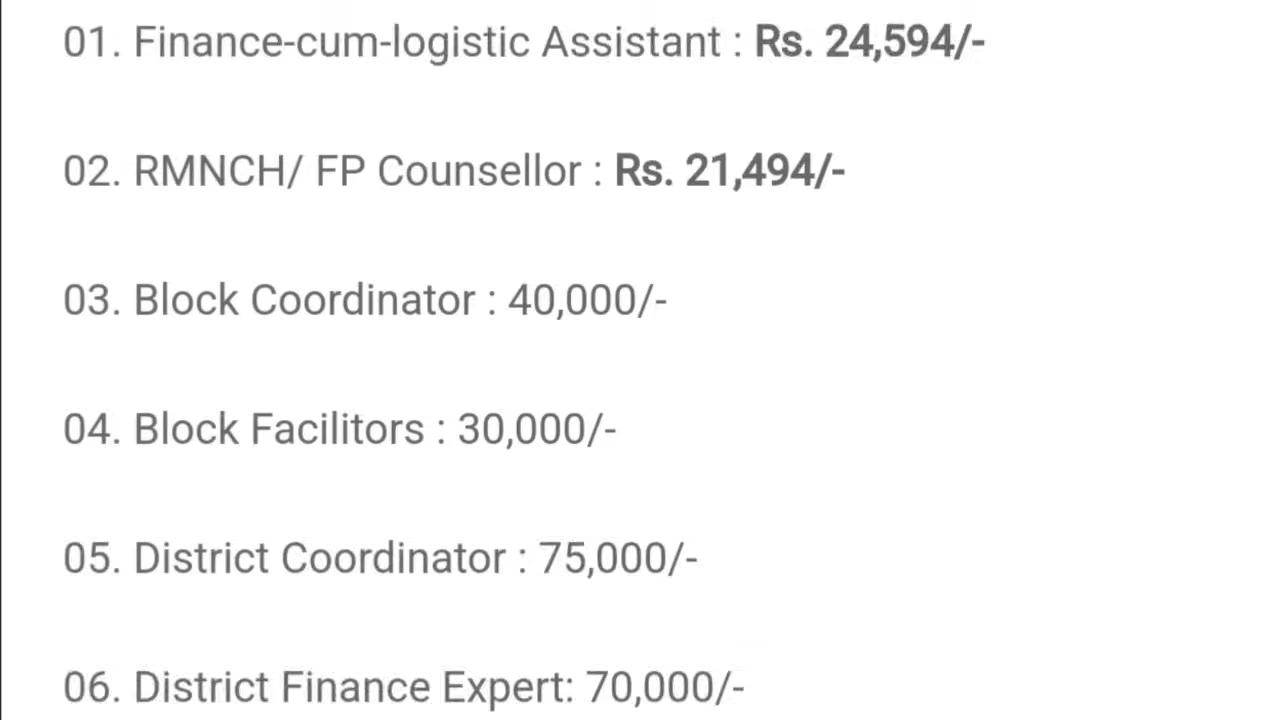 01. Finance-cum-logistic Assistant : Rs. 24,594/-
02. RMNCH/ FP Counsellor : Rs. 21,494/-
03. Block Coordinator : 40,000/-
04. Block Facilitors : 30,000/-
05. District Coordinator : 75,000/-
06. District Finance Expert: 70,000/-